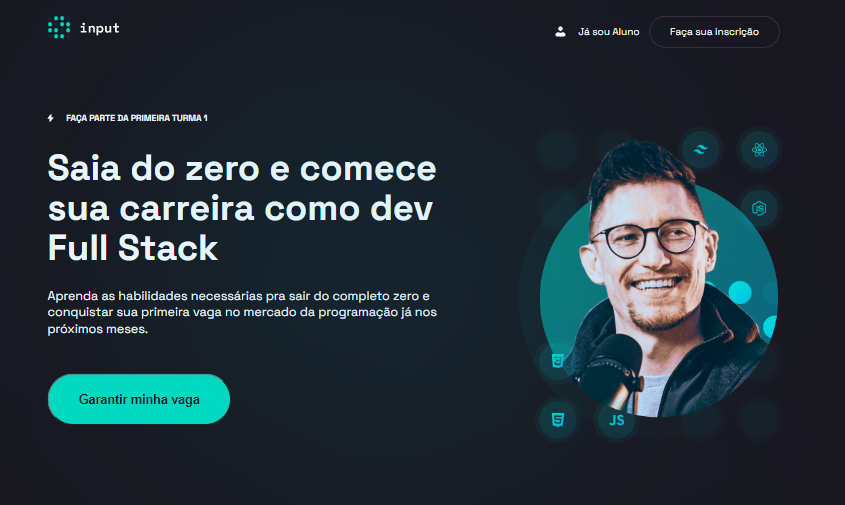 input
Já sou Aluno
Faça sua inscrição
FAÇA PARTE DA PRIMEIRA TURMA 1
Saia do zero e comece
sua carreira como dev
Full Stack
Aprenda as habilidades necessárias pra sair do completo zero e
conquistar sua primeira vaga no mercado da programação já nos
próximos meses.
Garantir minha vaga
JS
JS